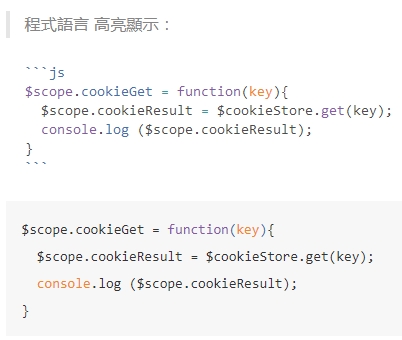 程式語言 高亮顯示：
```js
$scope.cookieGet = function(key){
  $scope.cookieResult = $cookieStore.get(key);
  console.log ($scope.cookieResult);
}
```
$scope.cookieGet = function(key){
  $scope.cookieResult = $cookieStore.get(key);
  console.log ($scope.cookieResult);
}